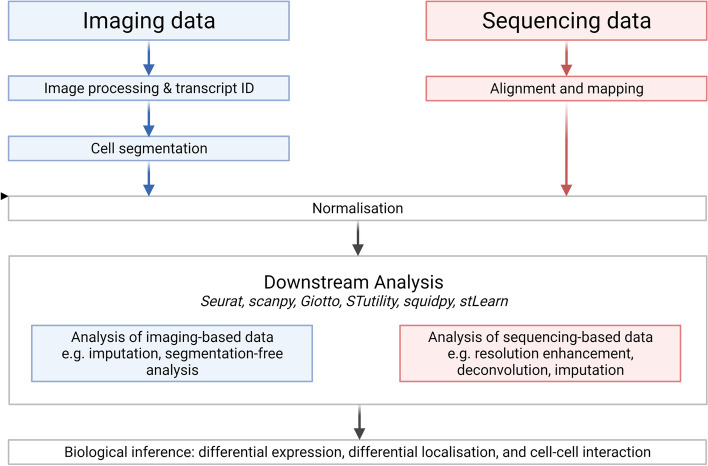 Imaging data
Sequencing data
Image processing & transcript ID
Alignment and mapping
Cell segmentation
Normalisation
Downstream Analysis
Seurat, scanpy, Giotto, STutility, squidpy, stLearn
Analysis of imaging-based data
e.g. imputation, segmentation-free
analysis
Analysis of sequencing-based data
e.g. resolution enhancement,
deconvolution, imputation
Biological inference: differential expression, differential localisation, and cell-cell interaction